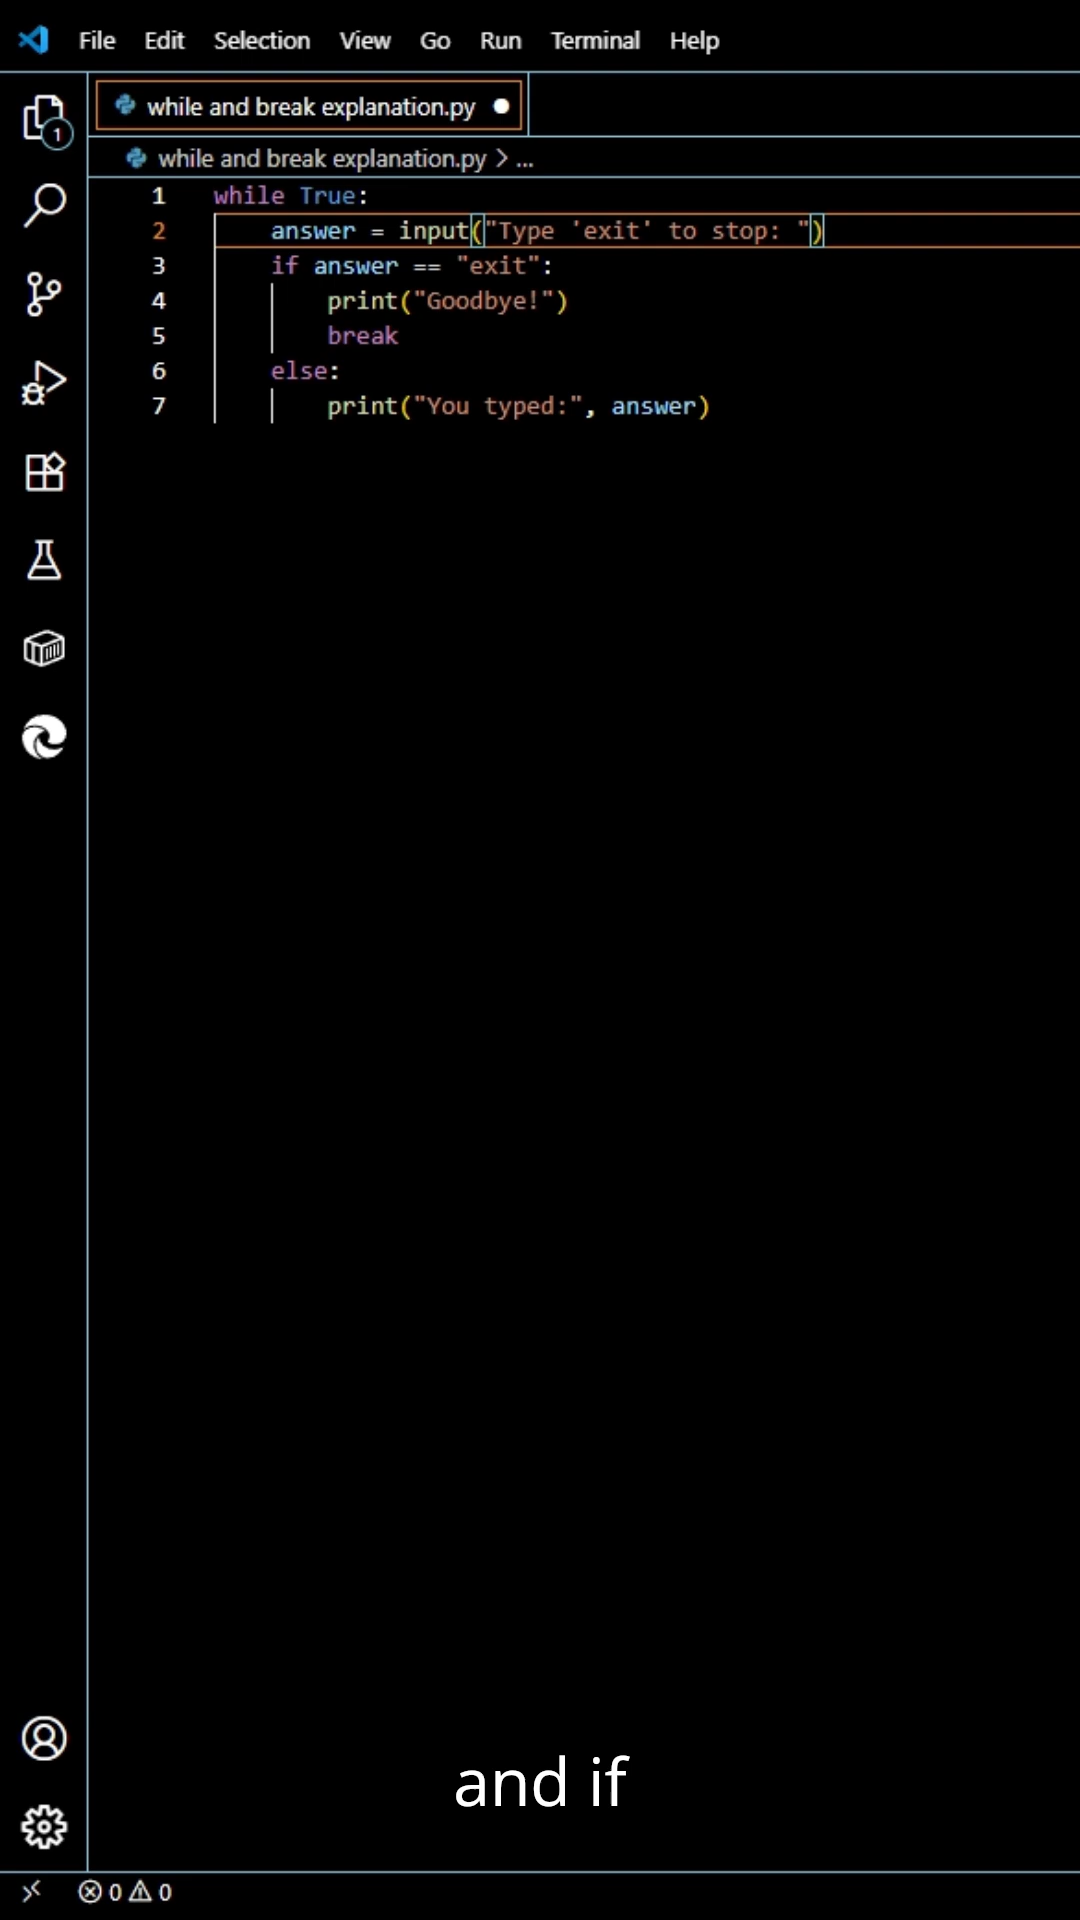 File Edit Selection View Go Run Terminal Help
1
while and break explanation.py
while and break explanation.py > ...
1 while True:
2 answer = input("Type 'exit' to stop: ")
3 if answer == "exit":
4 print("Goodbye!")
5 break
6 else:
7 print("You typed:", answer)
and if
0 0